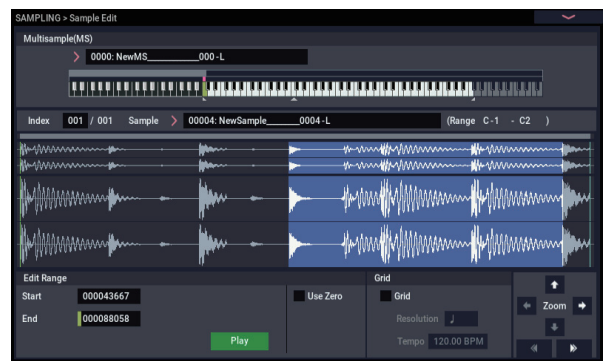 SAMPLING > Sample Edit
Multisample(MS)
0000: NewMS_________000-L
Index 001 / 001 Sample 00004: NewSample______0004-L (Range C-1 - C2 )
Edit Range Grid
Start 000043667 Use Zero Grid
End 000088058 Resolution ♩ Zoom
Play Tempo 120.00 BPM